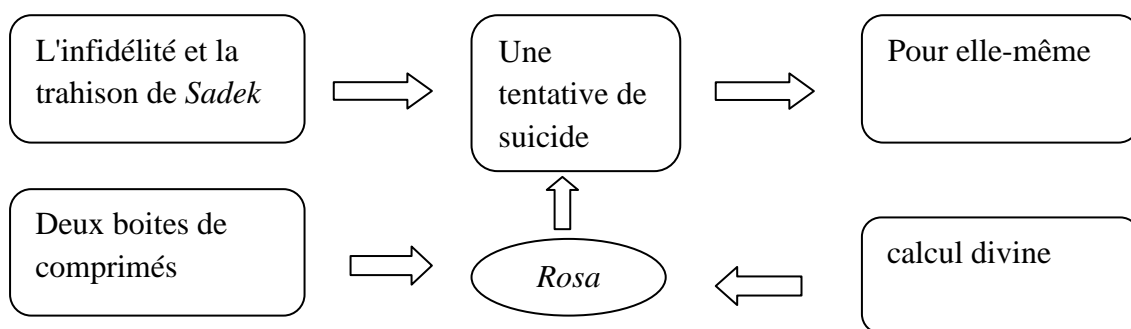 L'infidélité et la
trahison de Sadek
Une
tentative de
suicide
Pour elle-même
Deux boites de
comprimés
Rosa
calcul divine